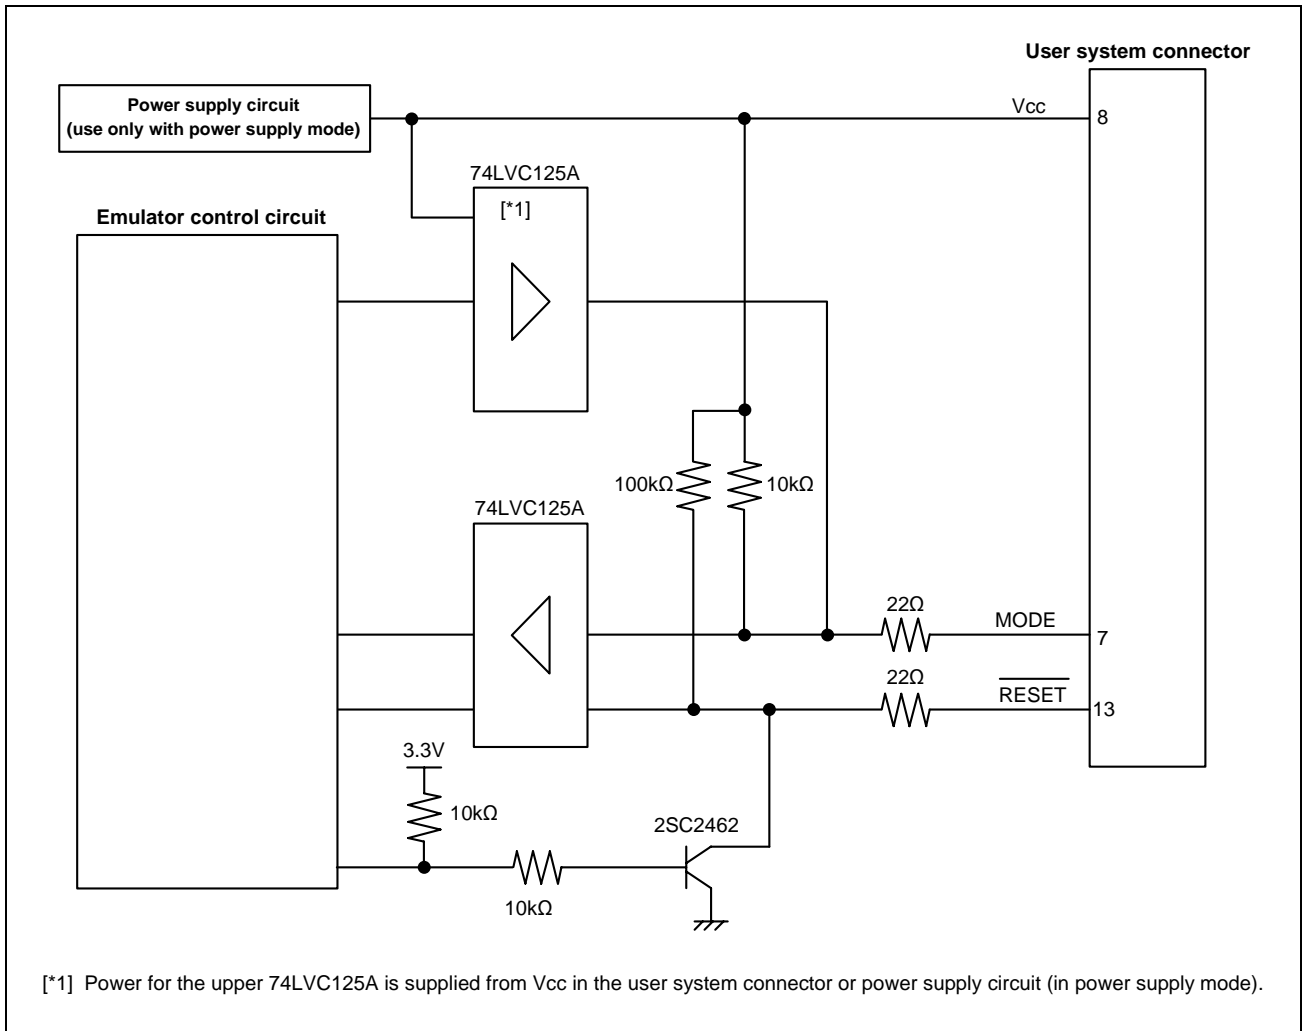 User system connector
Power supply circuit
(use only with power supply mode)
Vcc
8
74LVC125A
[*1]
Emulator control circuit
100kΩ
10kΩ
74LVC125A
22Ω
MODE
7
22Ω
RESET
13
3.3V
10kΩ
2SC2462
10kΩ
[*1] Power for the upper 74LVC125A is supplied from Vcc in the user system connector or power supply circuit (in power supply mode).